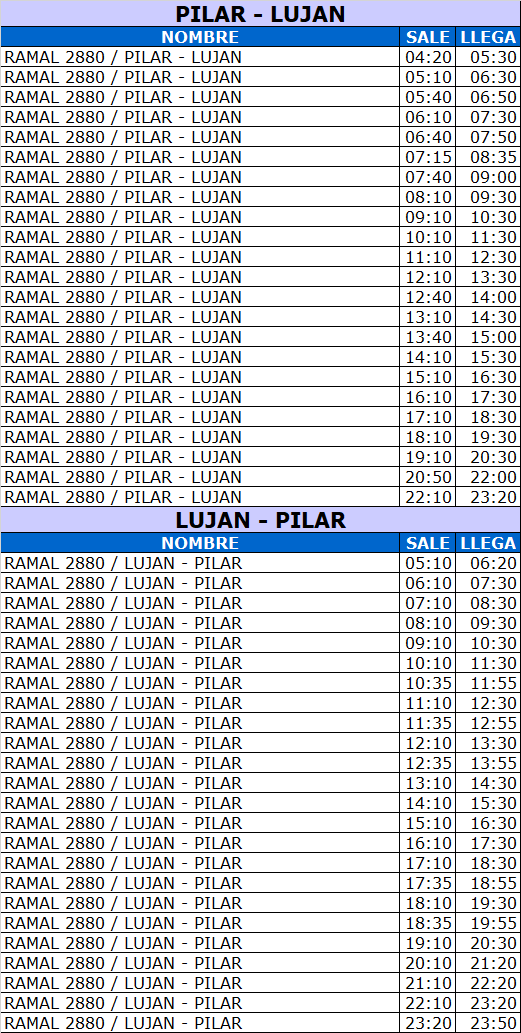 PILAR - LUJAN
NOMBRE SALE LLEGA
RAMAL 2880 / PILAR - LUJAN 04:20 05:30
RAMAL 2880 / PILAR - LUJAN 05:10 06:30
RAMAL 2880 / PILAR - LUJAN 05:40 06:50
RAMAL 2880 / PILAR - LUJAN 06:10 07:30
RAMAL 2880 / PILAR - LUJAN 06:40 07:50
RAMAL 2880 / PILAR - LUJAN 07:15 08:35
RAMAL 2880 / PILAR - LUJAN 07:40 09:00
RAMAL 2880 / PILAR - LUJAN 08:10 09:30
RAMAL 2880 / PILAR - LUJAN 09:10 10:30
RAMAL 2880 / PILAR - LUJAN 10:10 11:30
RAMAL 2880 / PILAR - LUJAN 11:10 12:30
RAMAL 2880 / PILAR - LUJAN 12:10 13:30
RAMAL 2880 / PILAR - LUJAN 12:40 14:00
RAMAL 2880 / PILAR - LUJAN 13:10 14:30
RAMAL 2880 / PILAR - LUJAN 13:40 15:00
RAMAL 2880 / PILAR - LUJAN 14:10 15:30
RAMAL 2880 / PILAR - LUJAN 15:10 16:30
RAMAL 2880 / PILAR - LUJAN 16:10 17:30
RAMAL 2880 / PILAR - LUJAN 17:10 18:30
RAMAL 2880 / PILAR - LUJAN 18:10 19:30
RAMAL 2880 / PILAR - LUJAN 19:10 20:30
RAMAL 2880 / PILAR - LUJAN 20:50 22:00
RAMAL 2880 / PILAR - LUJAN 22:10 23:20
LUJAN - PILAR
NOMBRE SALE LLEGA
RAMAL 2880 / LUJAN - PILAR 05:10 06:20
RAMAL 2880 / LUJAN - PILAR 06:10 07:30
RAMAL 2880 / LUJAN - PILAR 07:10 08:30
RAMAL 2880 / LUJAN - PILAR 08:10 09:30
RAMAL 2880 / LUJAN - PILAR 09:10 10:30
RAMAL 2880 / LUJAN - PILAR 10:10 11:30
RAMAL 2880 / LUJAN - PILAR 10:35 11:55
RAMAL 2880 / LUJAN - PILAR 11:10 12:30
RAMAL 2880 / LUJAN - PILAR 11:35 12:55
RAMAL 2880 / LUJAN - PILAR 12:10 13:30
RAMAL 2880 / LUJAN - PILAR 12:35 13:55
RAMAL 2880 / LUJAN - PILAR 13:10 14:30
RAMAL 2880 / LUJAN - PILAR 14:10 15:30
RAMAL 2880 / LUJAN - PILAR 15:10 16:30
RAMAL 2880 / LUJAN - PILAR 16:10 17:30
RAMAL 2880 / LUJAN - PILAR 17:10 18:30
RAMAL 2880 / LUJAN - PILAR 17:35 18:55
RAMAL 2880 / LUJAN - PILAR 18:10 19:30
RAMAL 2880 / LUJAN - PILAR 18:35 19:55
RAMAL 2880 / LUJAN - PILAR 19:10 20:30
RAMAL 2880 / LUJAN - PILAR 20:10 21:20
RAMAL 2880 / LUJAN - PILAR 21:10 22:20
RAMAL 2880 / LUJAN - PILAR 22:10 23:20
RAMAL 2880 / LUJAN - PILAR 23:20 23:50